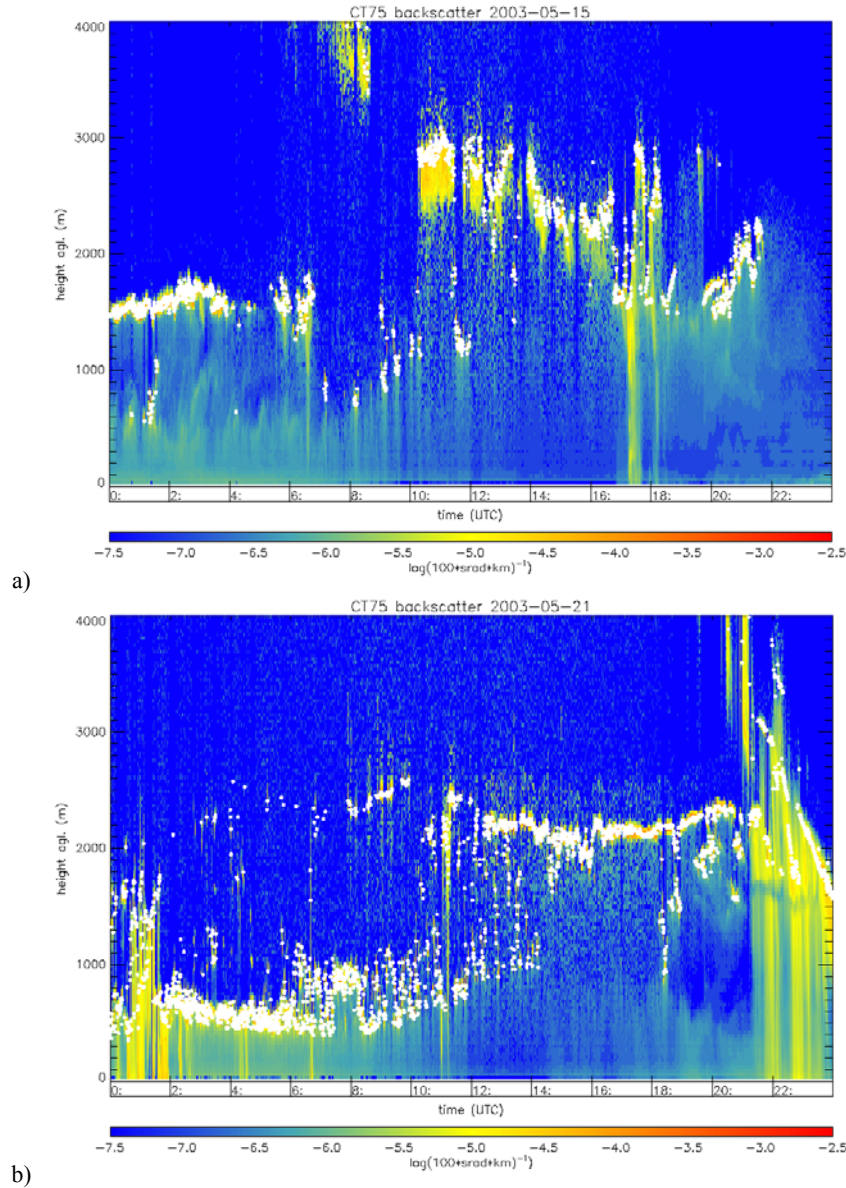 CT75 backscatter 2003-05-15
4000
3000
2000
1000
0
height agl. (m)
0: 2: 4: 6: 8: 10: 12: 14: 16: 18: 20: 22:
time (UTC)
-7.5 -7.0 -6.5 -6.0 -5.5 -5.0 -4.5 -4.0 -3.5 -3.0 -2.5
log(100*srad*km)⁻¹
a)
CT75 backscatter 2003-05-21
4000
3000
2000
1000
0
height agl. (m)
0: 2: 4: 6: 8: 10: 12: 14: 16: 18: 20: 22:
time (UTC)
-7.5 -7.0 -6.5 -6.0 -5.5 -5.0 -4.5 -4.0 -3.5 -3.0 -2.5
log(100*srad*km)⁻¹
b)